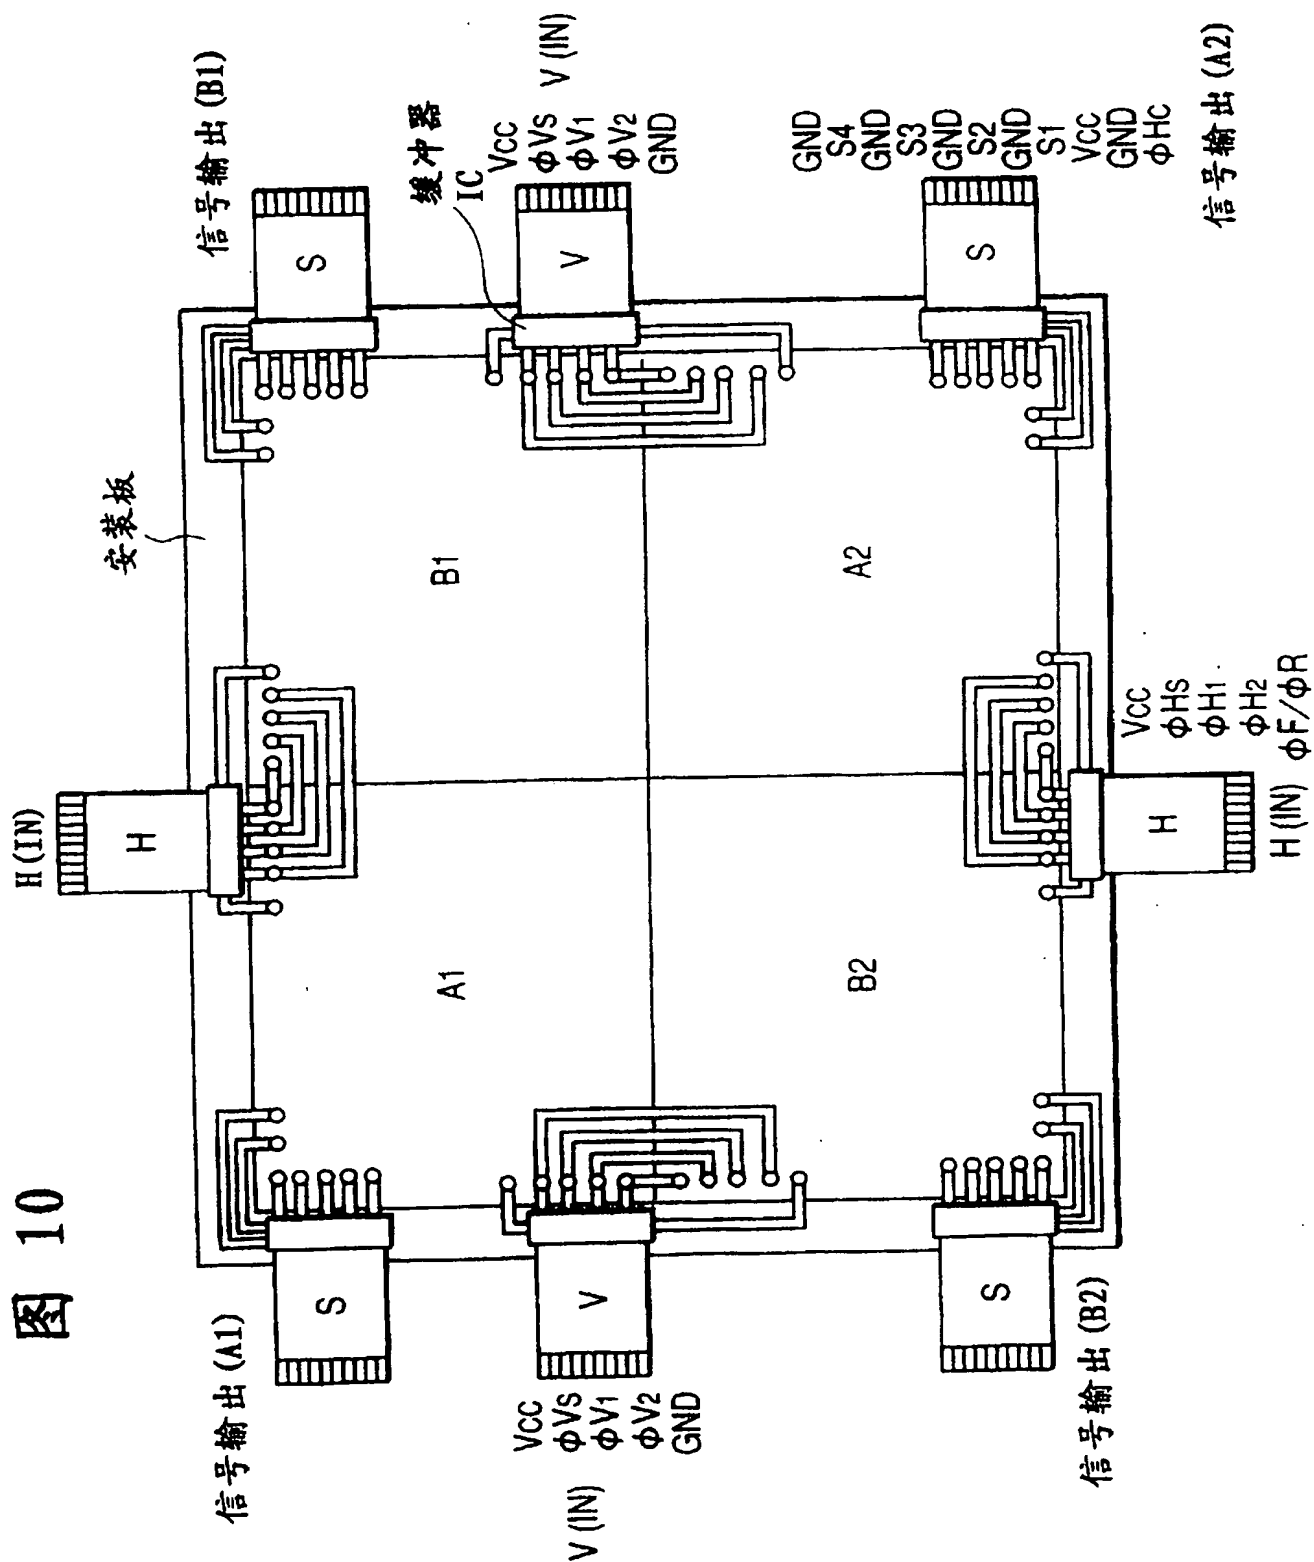 图 10
H(IN)
H
信号输出(A1)
S
安装板
信号输出(B1)
S
A1
B1
缓冲器
IC
V(IN)
VCC
ΦVS
ΦV1
ΦV2
GND
V
VCC
ΦVS
ΦV1
ΦV2
GND
V(IN)
V
B2
A2
信号输出(B2)
S
H
H(IN)
VCC
ΦHS
ΦH1
ΦH2
ΦF/ΦR
S
GND
S4
GND
S3
GND
S2
GND
S1
VCC
GND
ΦHC
信号输出(A2)